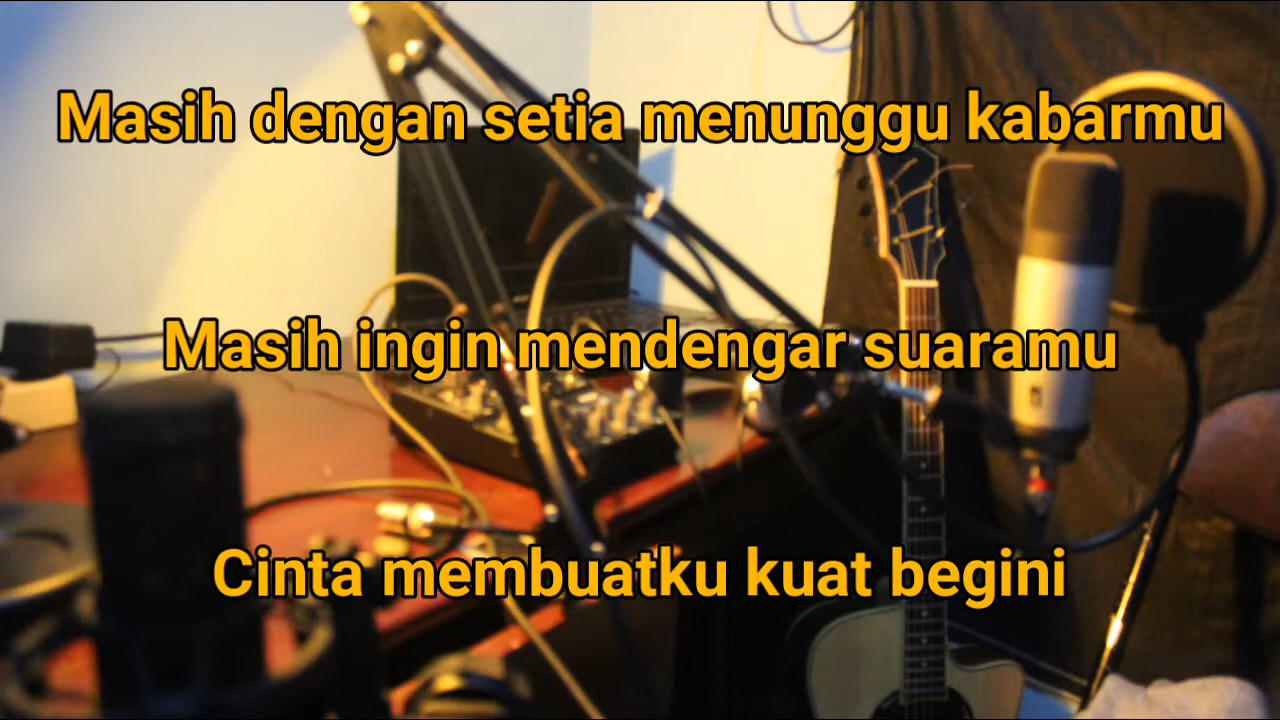 Masih dengan setia menunggu kabarmu
Masih ingin mendengar suaramu
Cinta membuatku kuat begini